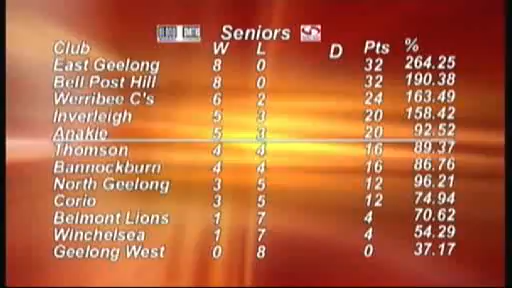 Seniors
Club W L D Pts %
East Geelong 8 0 32 264.25
Bell Post Hill 8 0 32 190.38
Werribee C's 6 2 24 163.49
Inverleigh 5 3 20 158.42
Anakie 5 3 20 92.52
Thomson 4 4 16 89.37
Bannockburn 4 4 16 86.76
North Geelong 3 5 12 96.21
Corio 3 5 12 74.94
Belmont Lions 1 7 4 70.62
Winchelsea 1 7 4 54.29
Geelong West 0 8 0 37.17